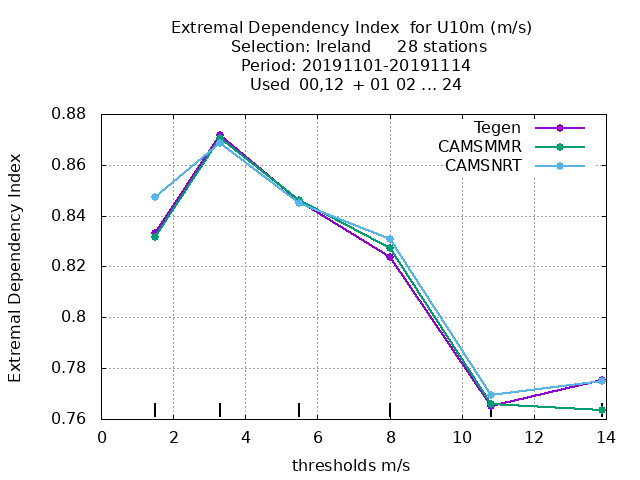 Extremal Dependency Index  for U10m (m/s)
Selection: Ireland     28 stations
Period: 20191101-20191114
Used  00,12  + 01 02 ... 24
Extremal Dependency Index
0.88
0.86
0.84
0.82
0.8
0.78
0.76
Tegen
CAMSMMR
CAMSNRT
0 2 4 6 8 10 12 14
thresholds m/s